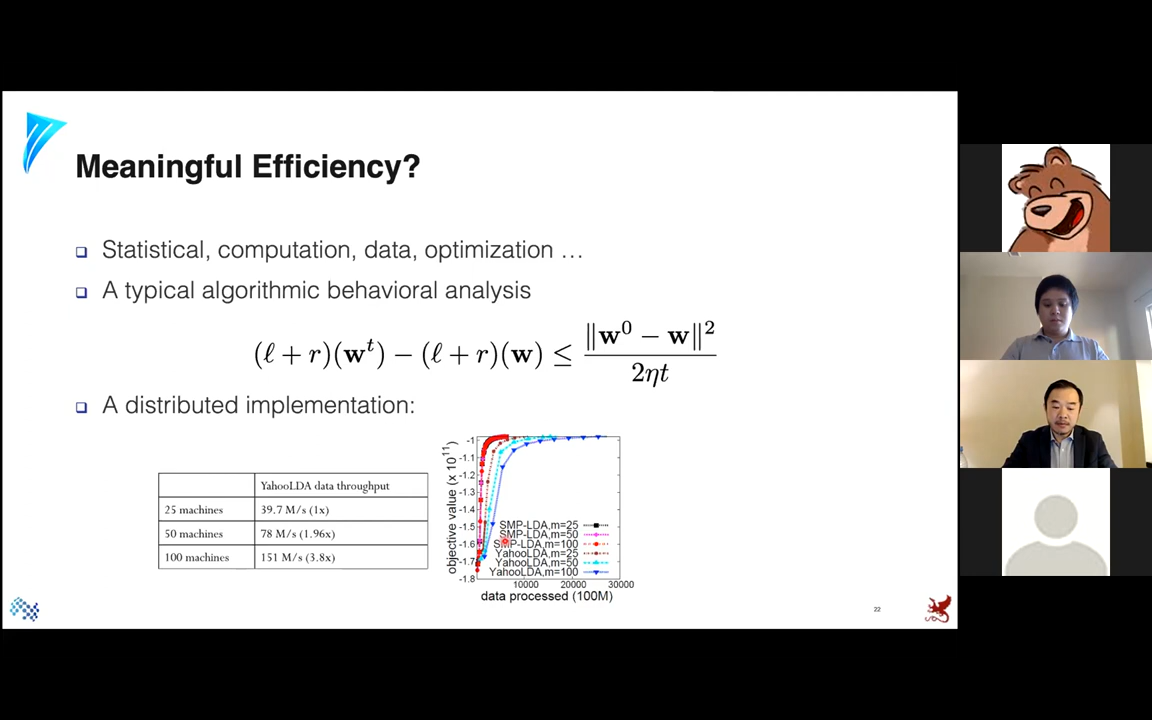 Meaningful Efficiency?
Statistical, computation, data, optimization …
A typical algorithmic behavioral analysis
(ℓ + r)(w^t) − (ℓ + r)(w) ≤ ‖w^0 − w‖^2 / 2ηt
A distributed implementation:
YahooLDA data throughput
25 machines 39.7 M/s (1x)
50 machines 78 M/s (1.96x)
100 machines 151 M/s (3.8x)
objective value (x 10^11)
-1
-1.1
-1.2
-1.3
-1.4
-1.5
-1.6
-1.7
-1.8
SMP-LDA,m=25
SMP-LDA,m=50
SMP-LDA,m=100
YahooLDA,m=25
YahooLDA,m=50
YahooLDA,m=100
10000 20000 30000
data processed (100M)
22